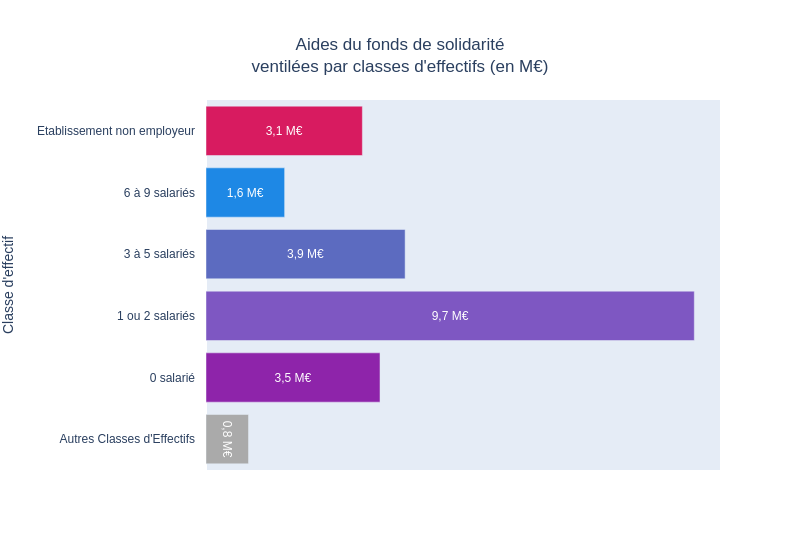 Aides du fonds de solidarité
ventilées par classes d'effectifs (en M€)
Classe d'effectif
Etablissement non employeur
3,1 M€
6 à 9 salariés
1,6 M€
3 à 5 salariés
3,9 M€
1 ou 2 salariés
9,7 M€
0 salarié
3,5 M€
Autres Classes d'Effectifs
0,8 M€